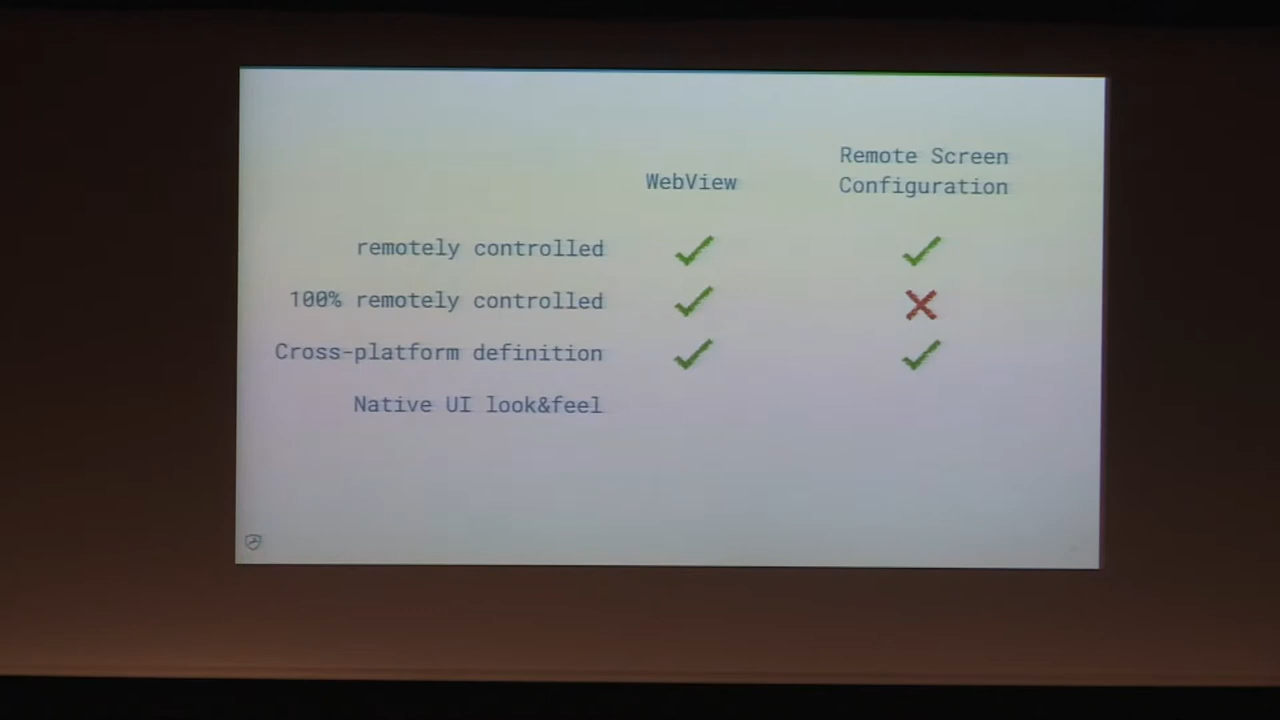 WebView
Remote Screen
Configuration
remotely controlled
100% remotely controlled
Cross-platform definition
Native UI look&feel